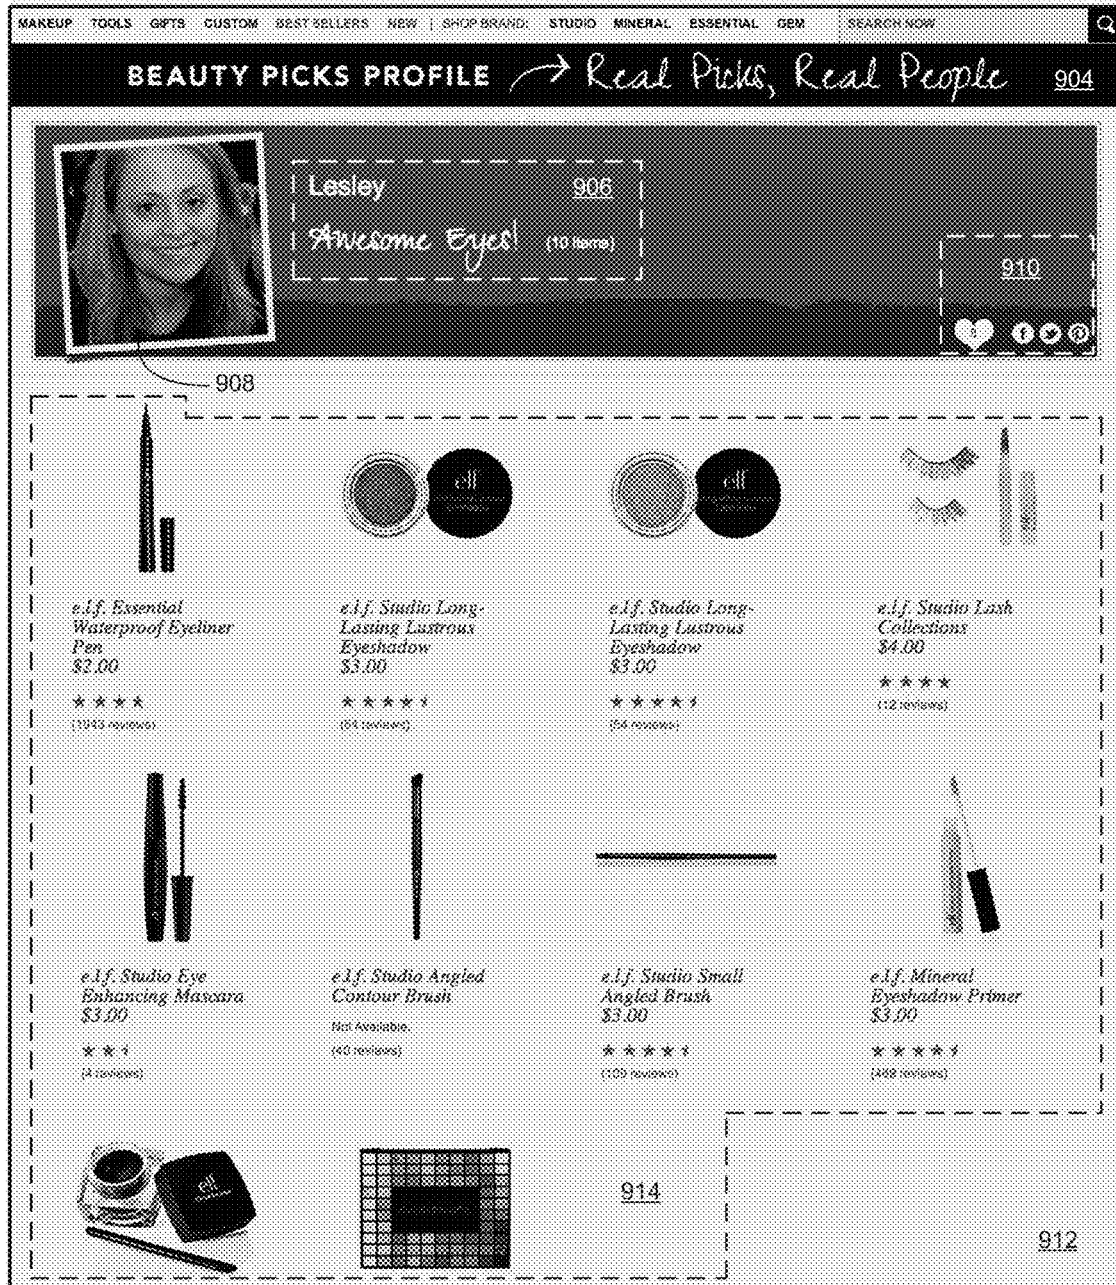 MAKEUP TOOLS GIFTS CUSTOM BEST SELLERS NEW | SHOP BRAND: STUDIO MINERAL ESSENTIAL GEM SEARCH NOW
BEAUTY PICKS PROFILE Real Picks, Real People 904
Lesley 906
Awesome Eyes! (10 items)
910
908
elf elf
e.l.f. Essential Waterproof Eyeliner Pen
$2.00
(1943 reviews)
e.l.f. Studio Long-
Lasting Lustrous
Eyeshadow
$3.00
(54 reviews)
e.l.f. Studio Long-
Lasting Lustrous
Eyeshadow
$3.00
(54 reviews)
e.l.f. Studio Lash
Collections
$4.00
(12 reviews)
e.l.f. Studio Eye
Enhancing Mascara
$3.00
(4 reviews)
e.l.f. Studio Angled
Contour Brush
Not Available.
(40 reviews)
e.l.f. Studio Small
Angled Brush
$3.00
(109 reviews)
e.l.f. Mineral
Eyeshadow Primer
$3.00
(469 reviews)
elf
914
912